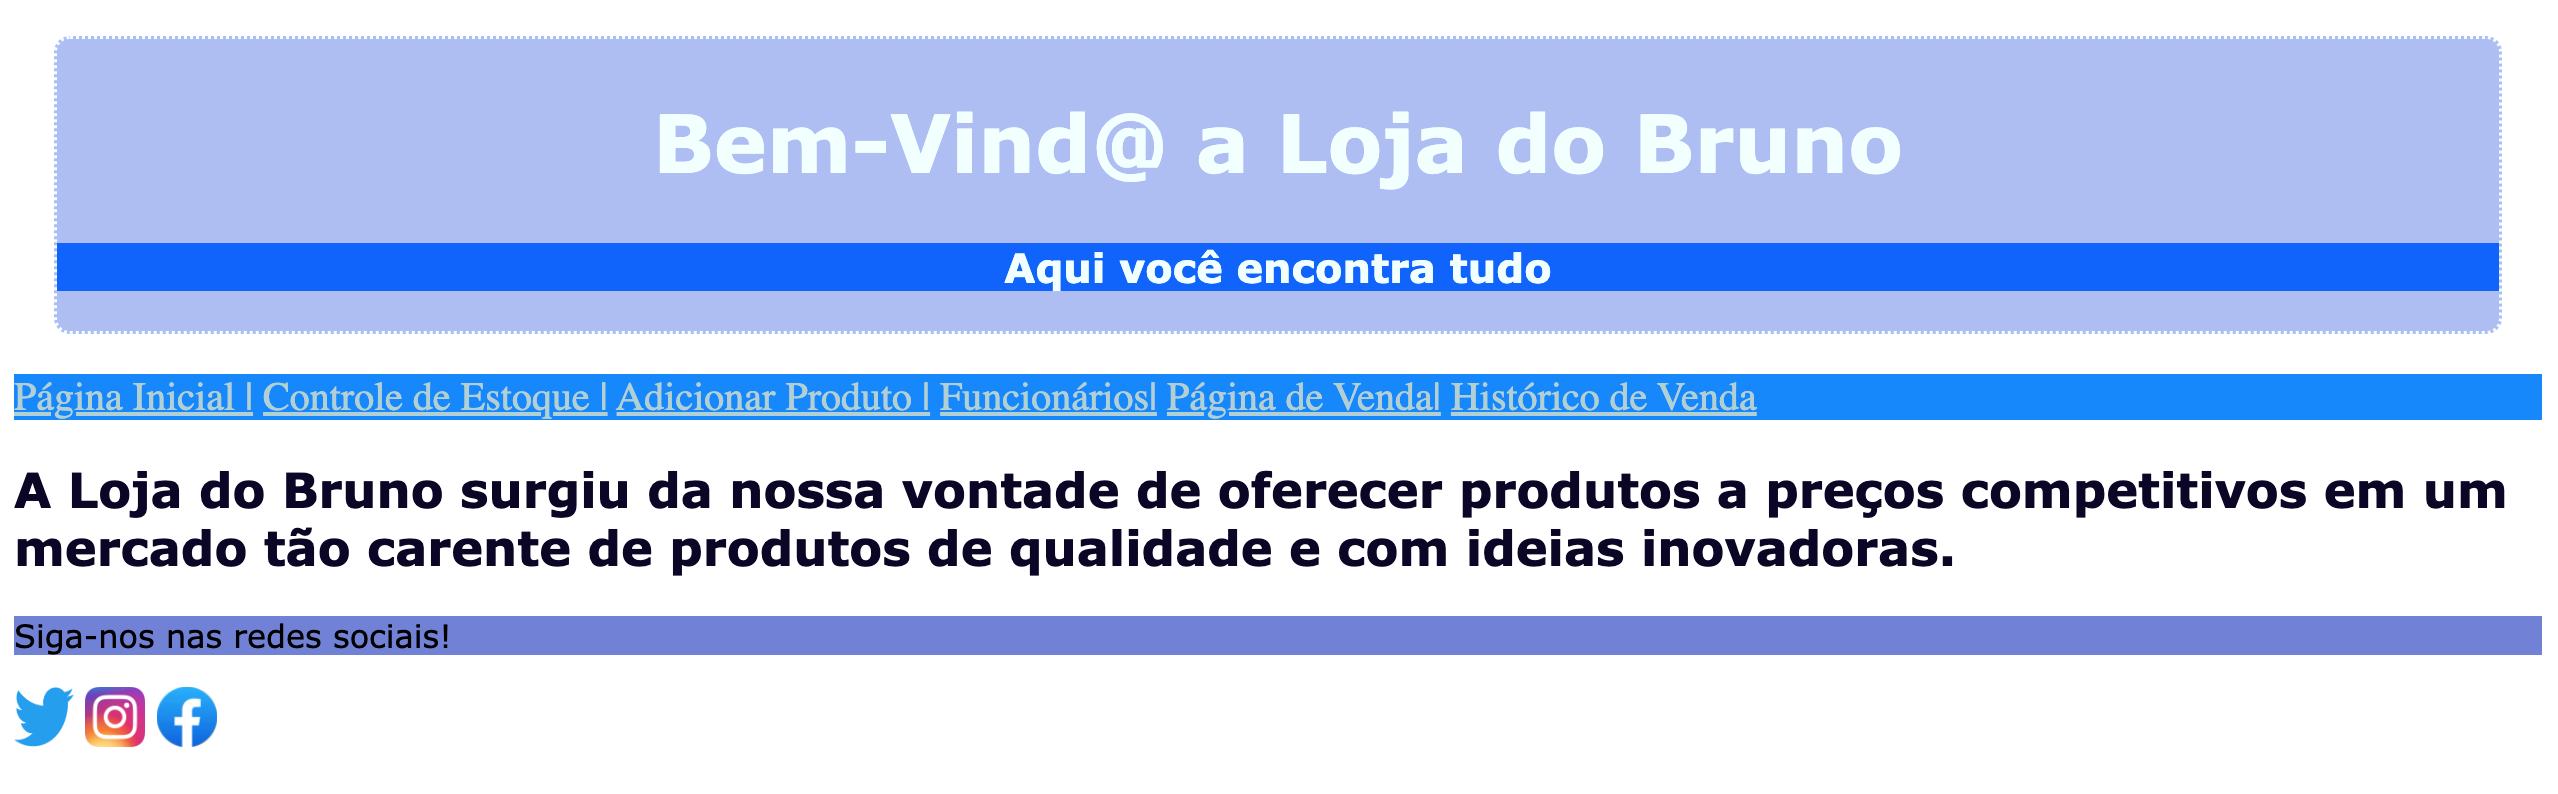 Bem-Vind@ a Loja do Bruno
Aqui você encontra tudo
Página Inicial | Controle de Estoque | Adicionar Produto | Funcionários| Página de Venda| Histórico de Venda
A Loja do Bruno surgiu da nossa vontade de oferecer produtos a preços competitivos em um
mercado tão carente de produtos de qualidade e com ideias inovadoras.
Siga-nos nas redes sociais!